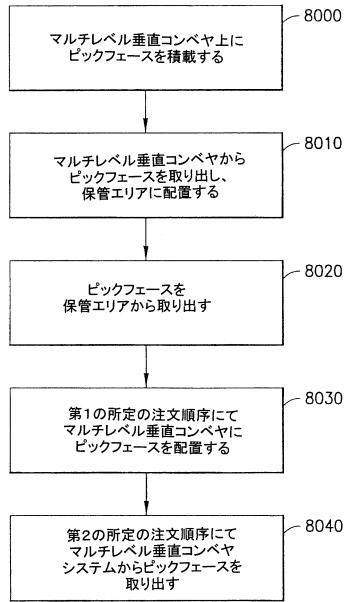 マルチレベル垂直コンベヤ上に
ピックフェースを積載する
8000
マルチレベル垂直コンベヤから
ピックフェースを取り出し、
保管エリアに配置する
8010
ピックフェースを
保管エリアから取り出す
8020
第1の所定の注文順序にて
マルチレベル垂直コンベヤに
ピックフェースを配置する
8030
第2の所定の注文順序にて
マルチレベル垂直コンベヤ
システムからピックフェースを
取り出す
8040